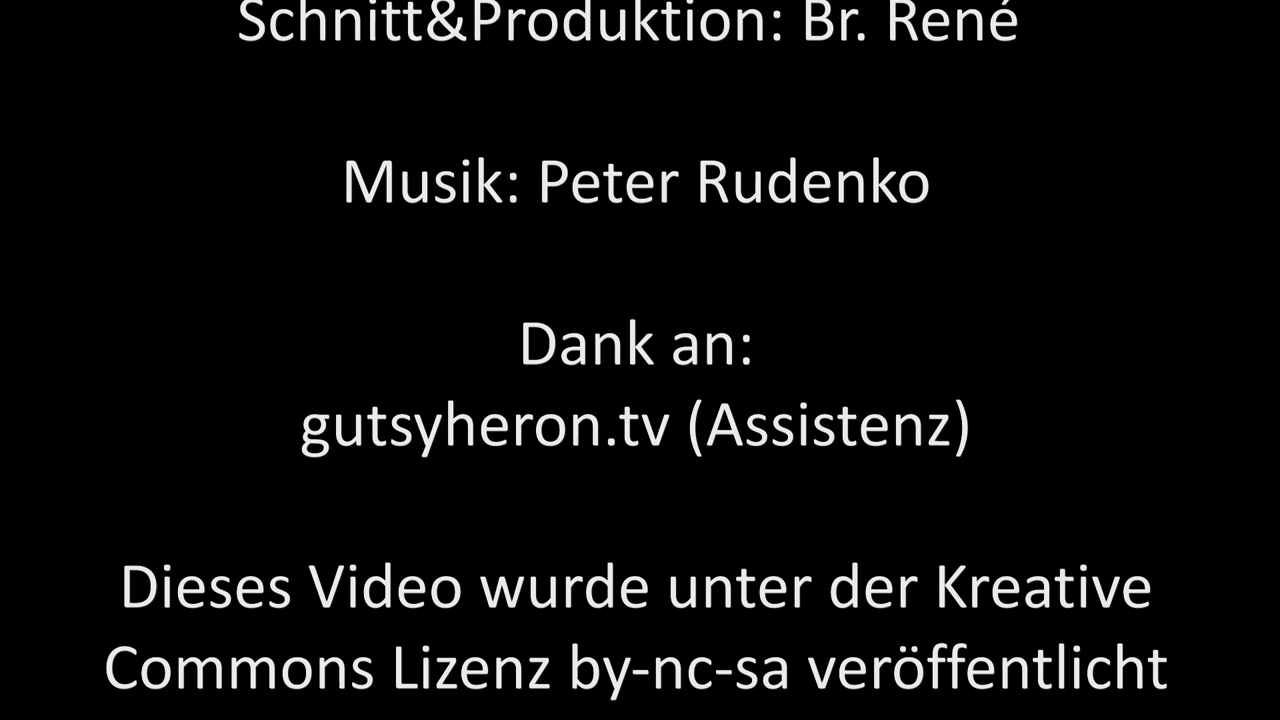 Schnitt&Produktion: Br. René
Musik: Peter Rudenko
Dank an:
gutsyheron.tv (Assistenz)
Dieses Video wurde unter der Kreative
Commons Lizenz by-nc-sa veröffentlicht